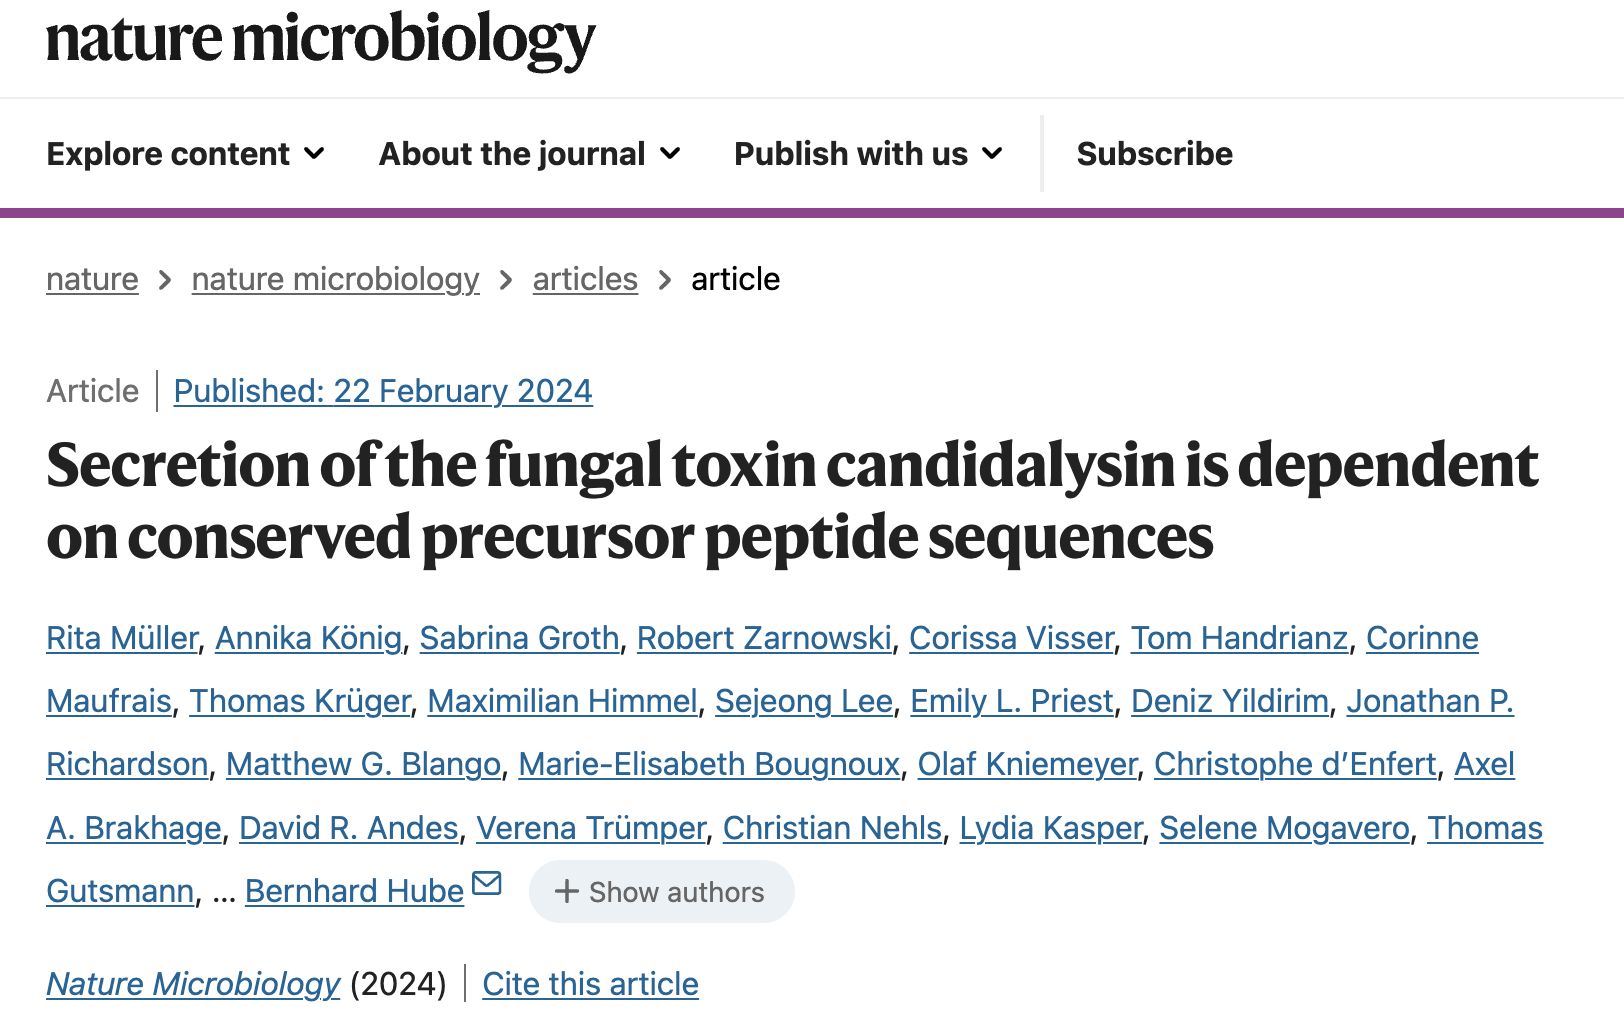 nature microbiology
Explore content About the journal Publish with us Subscribe
nature > nature microbiology > articles > article
Article | Published: 22 February 2024
Secretion of the fungal toxin candidalysin is dependent
on conserved precursor peptide sequences
Rita Müller, Annika König, Sabrina Groth, Robert Zarnowski, Corissa Visser, Tom Handrianz, Corinne
Maufrais, Thomas Krüger, Maximilian Himmel, Sejeong Lee, Emily L. Priest, Deniz Yildirim, Jonathan P.
Richardson, Matthew G. Blango, Marie-Elisabeth Bougnoux, Olaf Kniemeyer, Christophe d’Enfert, Axel
A. Brakhage, David R. Andes, Verena Trümper, Christian Nehls, Lydia Kasper, Selene Mogavero, Thomas
Gutsmann, … Bernhard Hube + Show authors
Nature Microbiology (2024) | Cite this article